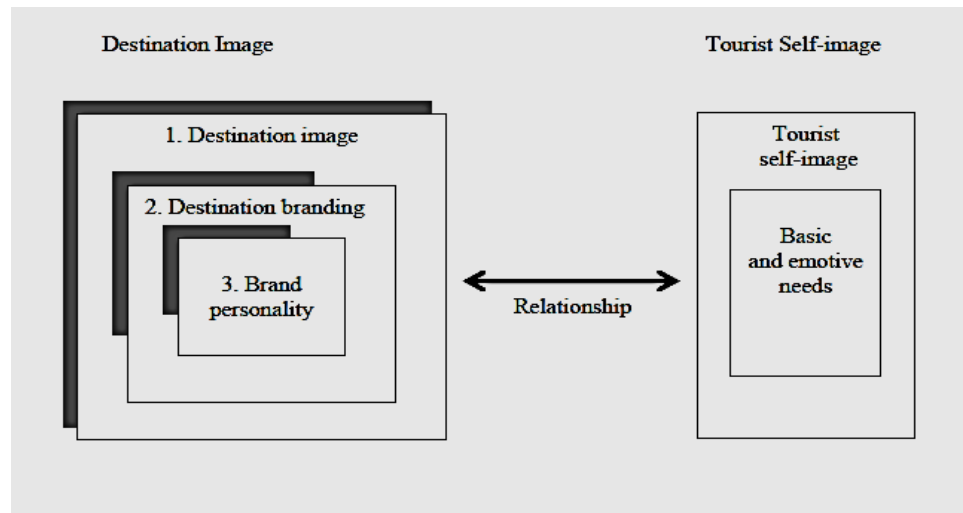 Destination Image
Tourist Self-image
1. Destination image
2. Destination branding
3. Brand
personality
Relationship
Tourist
self-image
Basic
and emotive
needs